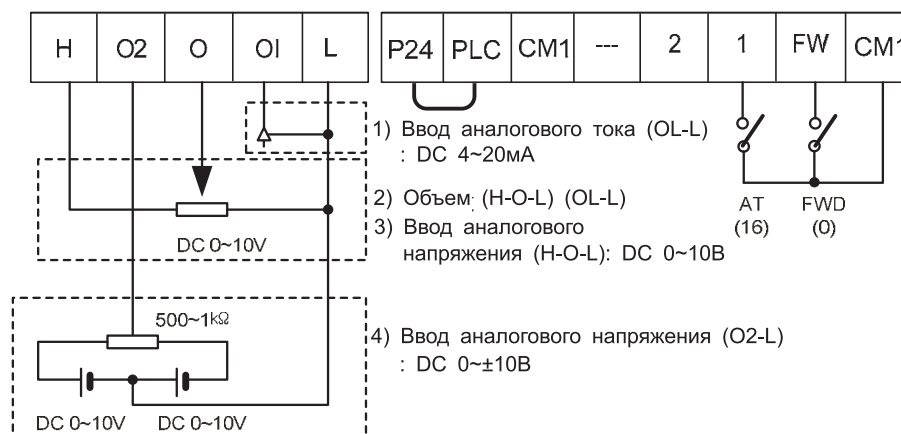 H O2 O OI L P24 PLC CM1 --- 2 1 FW CM1
1) Ввод аналогового тока (OL-L)
: DC 4~20мА
2) Объем: (H-O-L) (OL-L)
3) Ввод аналогового
напряжения (H-O-L): DC 0~10В
DC 0~10V
AT FWD
(16) (0)
500~1kΩ
4) Ввод аналогового напряжения (O2-L)
: DC 0~±10В
DC 0~10V DC 0~10V